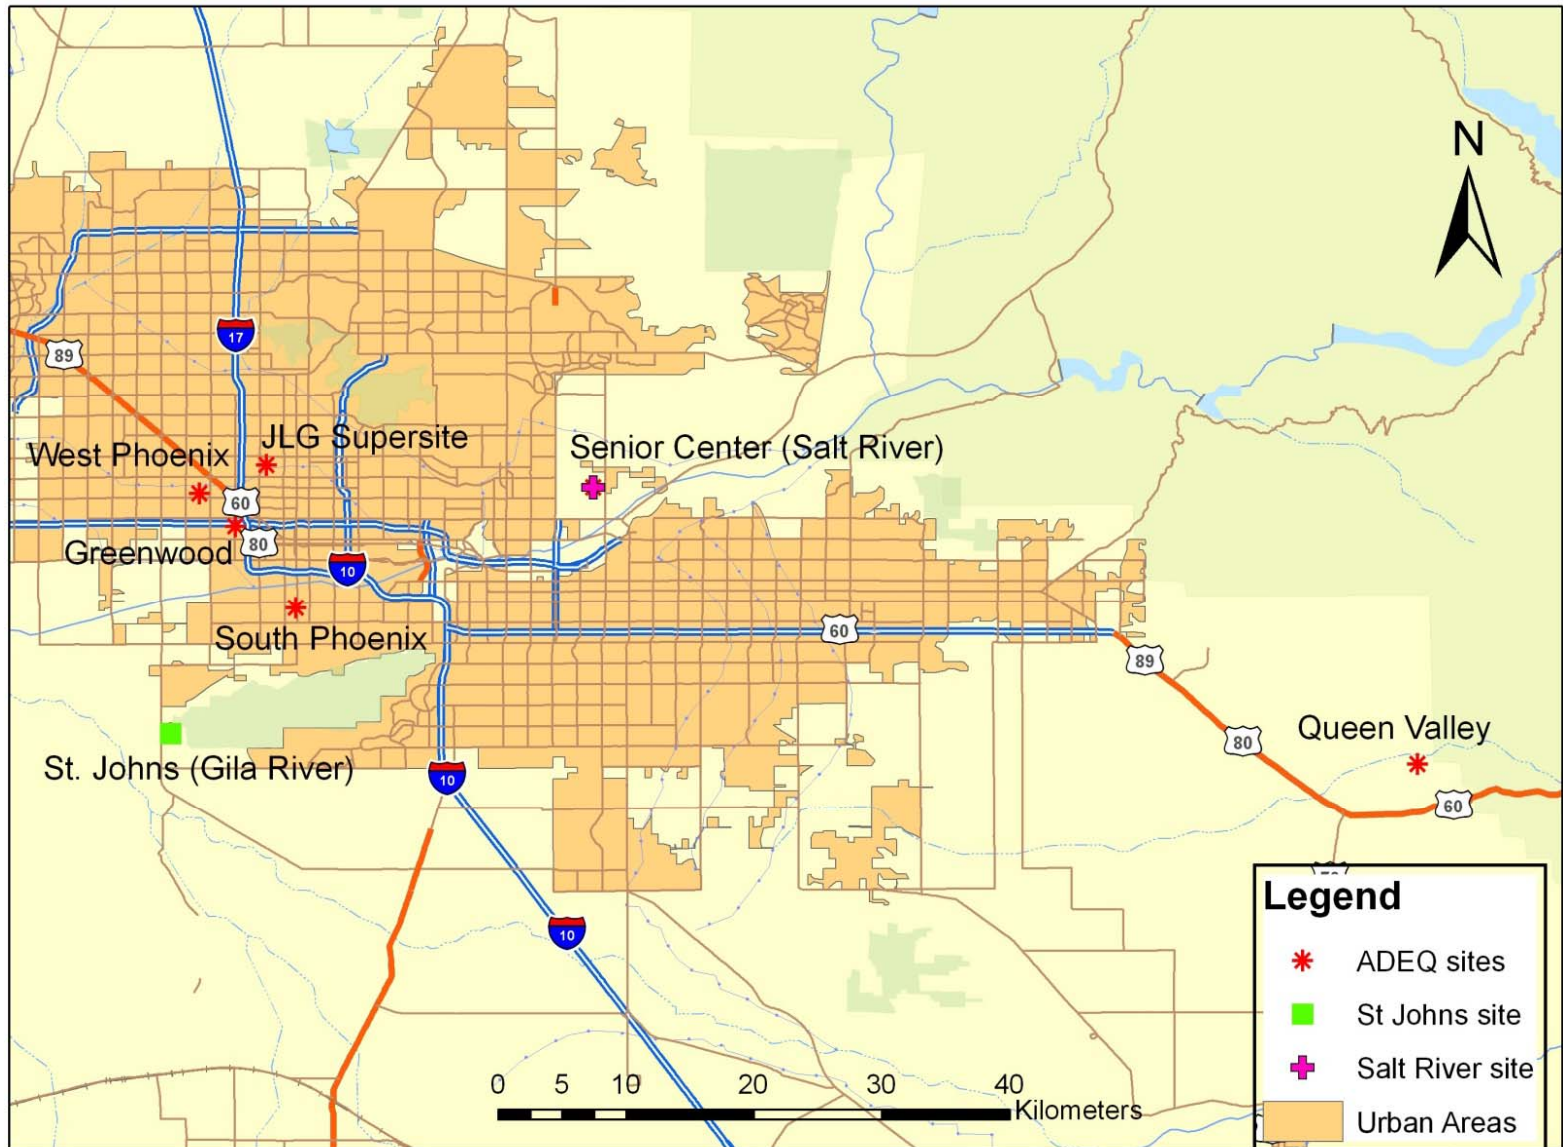 N
17
89
JLG Supersite
West Phoenix
Senior Center (Salt River)
60
80
Greenwood
10
South Phoenix
60
89
Queen Valley
80
St. Johns (Gila River)
10
60
10
Legend
ADEQ sites
St Johns site
Salt River site
Urban Areas
0 5 10 20 30 40
Kilometers